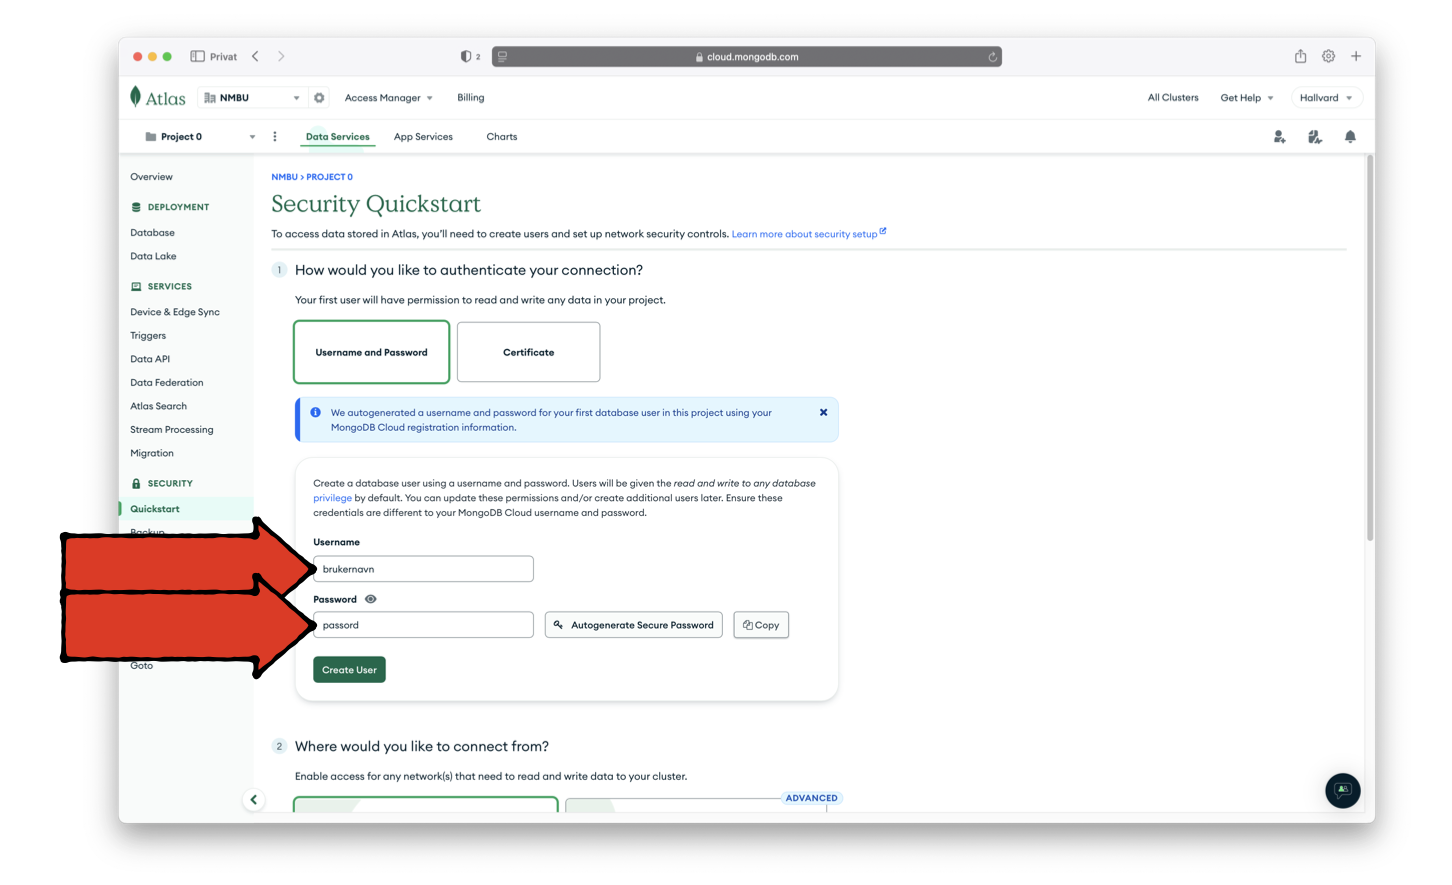 Privat
2
cloud.mongodb.com
Atlas
NMBU
Access Manager
Billing
All Clusters
Get Help
Hallvard
Project 0
Data Services
App Services
Charts
Overview
DEPLOYMENT
Database
Data Lake
SERVICES
Device & Edge Sync
Triggers
Data API
Data Federation
Atlas Search
Stream Processing
Migration
SECURITY
Quickstart
Backup
Goto
NMBU > PROJECT 0
Security Quickstart
To access data stored in Atlas, you’ll need to create users and set up network security controls. Learn more about security setup
1 How would you like to authenticate your connection?
Your first user will have permission to read and write any data in your project.
Username and Password
Certificate
We autogenerated a username and password for your first database user in this project using your
MongoDB Cloud registration information.
Create a database user using a username and password. Users will be given the read and write to any database
privilege by default. You can update these permissions and/or create additional users later. Ensure these
credentials are different to your MongoDB Cloud username and password.
Username
brukernavn
Password
passord
Autogenerate Secure Password
Copy
Create User
2 Where would you like to connect from?
Enable access for any network(s) that need to read and write data to your cluster.
ADVANCED